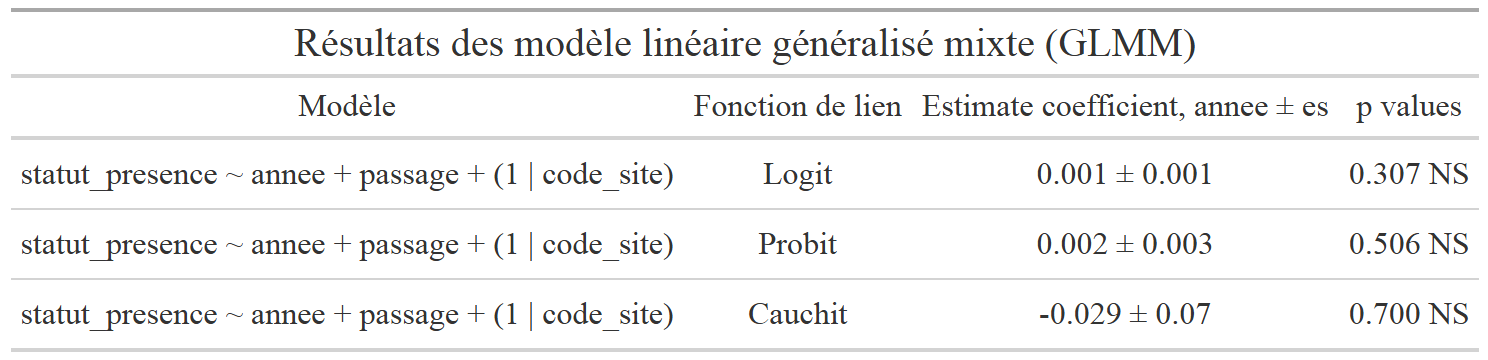 Résultats des modèle linéaire généralisé mixte (GLMM)
Modèle Fonction de lien Estimate coefficient, annee ± es p values
statut_presence ~ annee + passage + (1 | code_site) Logit 0.001 ± 0.001 0.307 NS
statut_presence ~ annee + passage + (1 | code_site) Probit 0.002 ± 0.003 0.506 NS
statut_presence ~ annee + passage + (1 | code_site) Cauchit -0.029 ± 0.07 0.700 NS